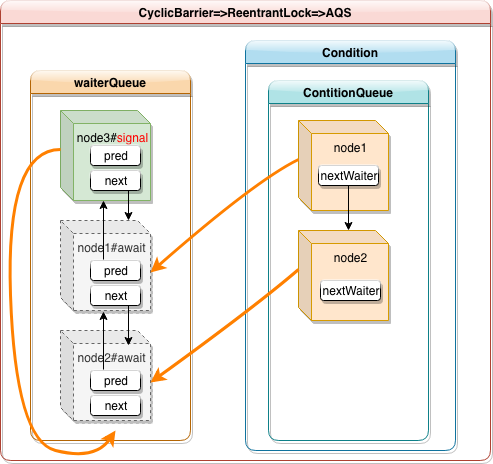 CyclicBarrier=>ReentrantLock=>AQS
waiterQueue
node3#signal
pred
next
node1#await
pred
next
node2#await
pred
next
Condition
ContitionQueue
node1
nextWaiter
node2
nextWaiter